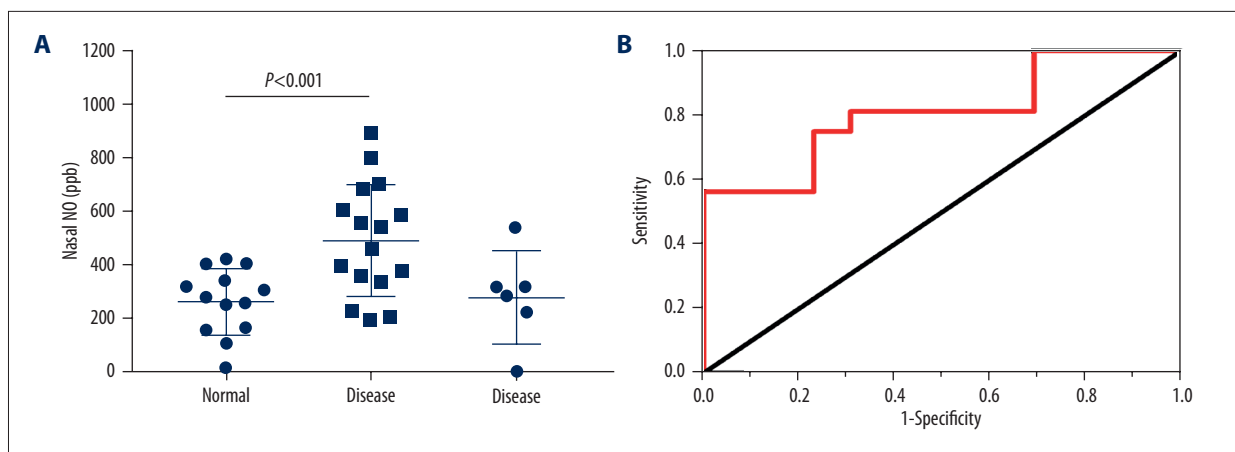 A
1200
1000
800
600
400
200
0
Nasal NO (ppb)
P<0.001
Normal
Disease
Disease
B
1.0
0.8
0.6
0.4
0.2
0.0
Sensitivity
0.0
0.2
0.4
0.6
0.8
1.0
1-Specificity